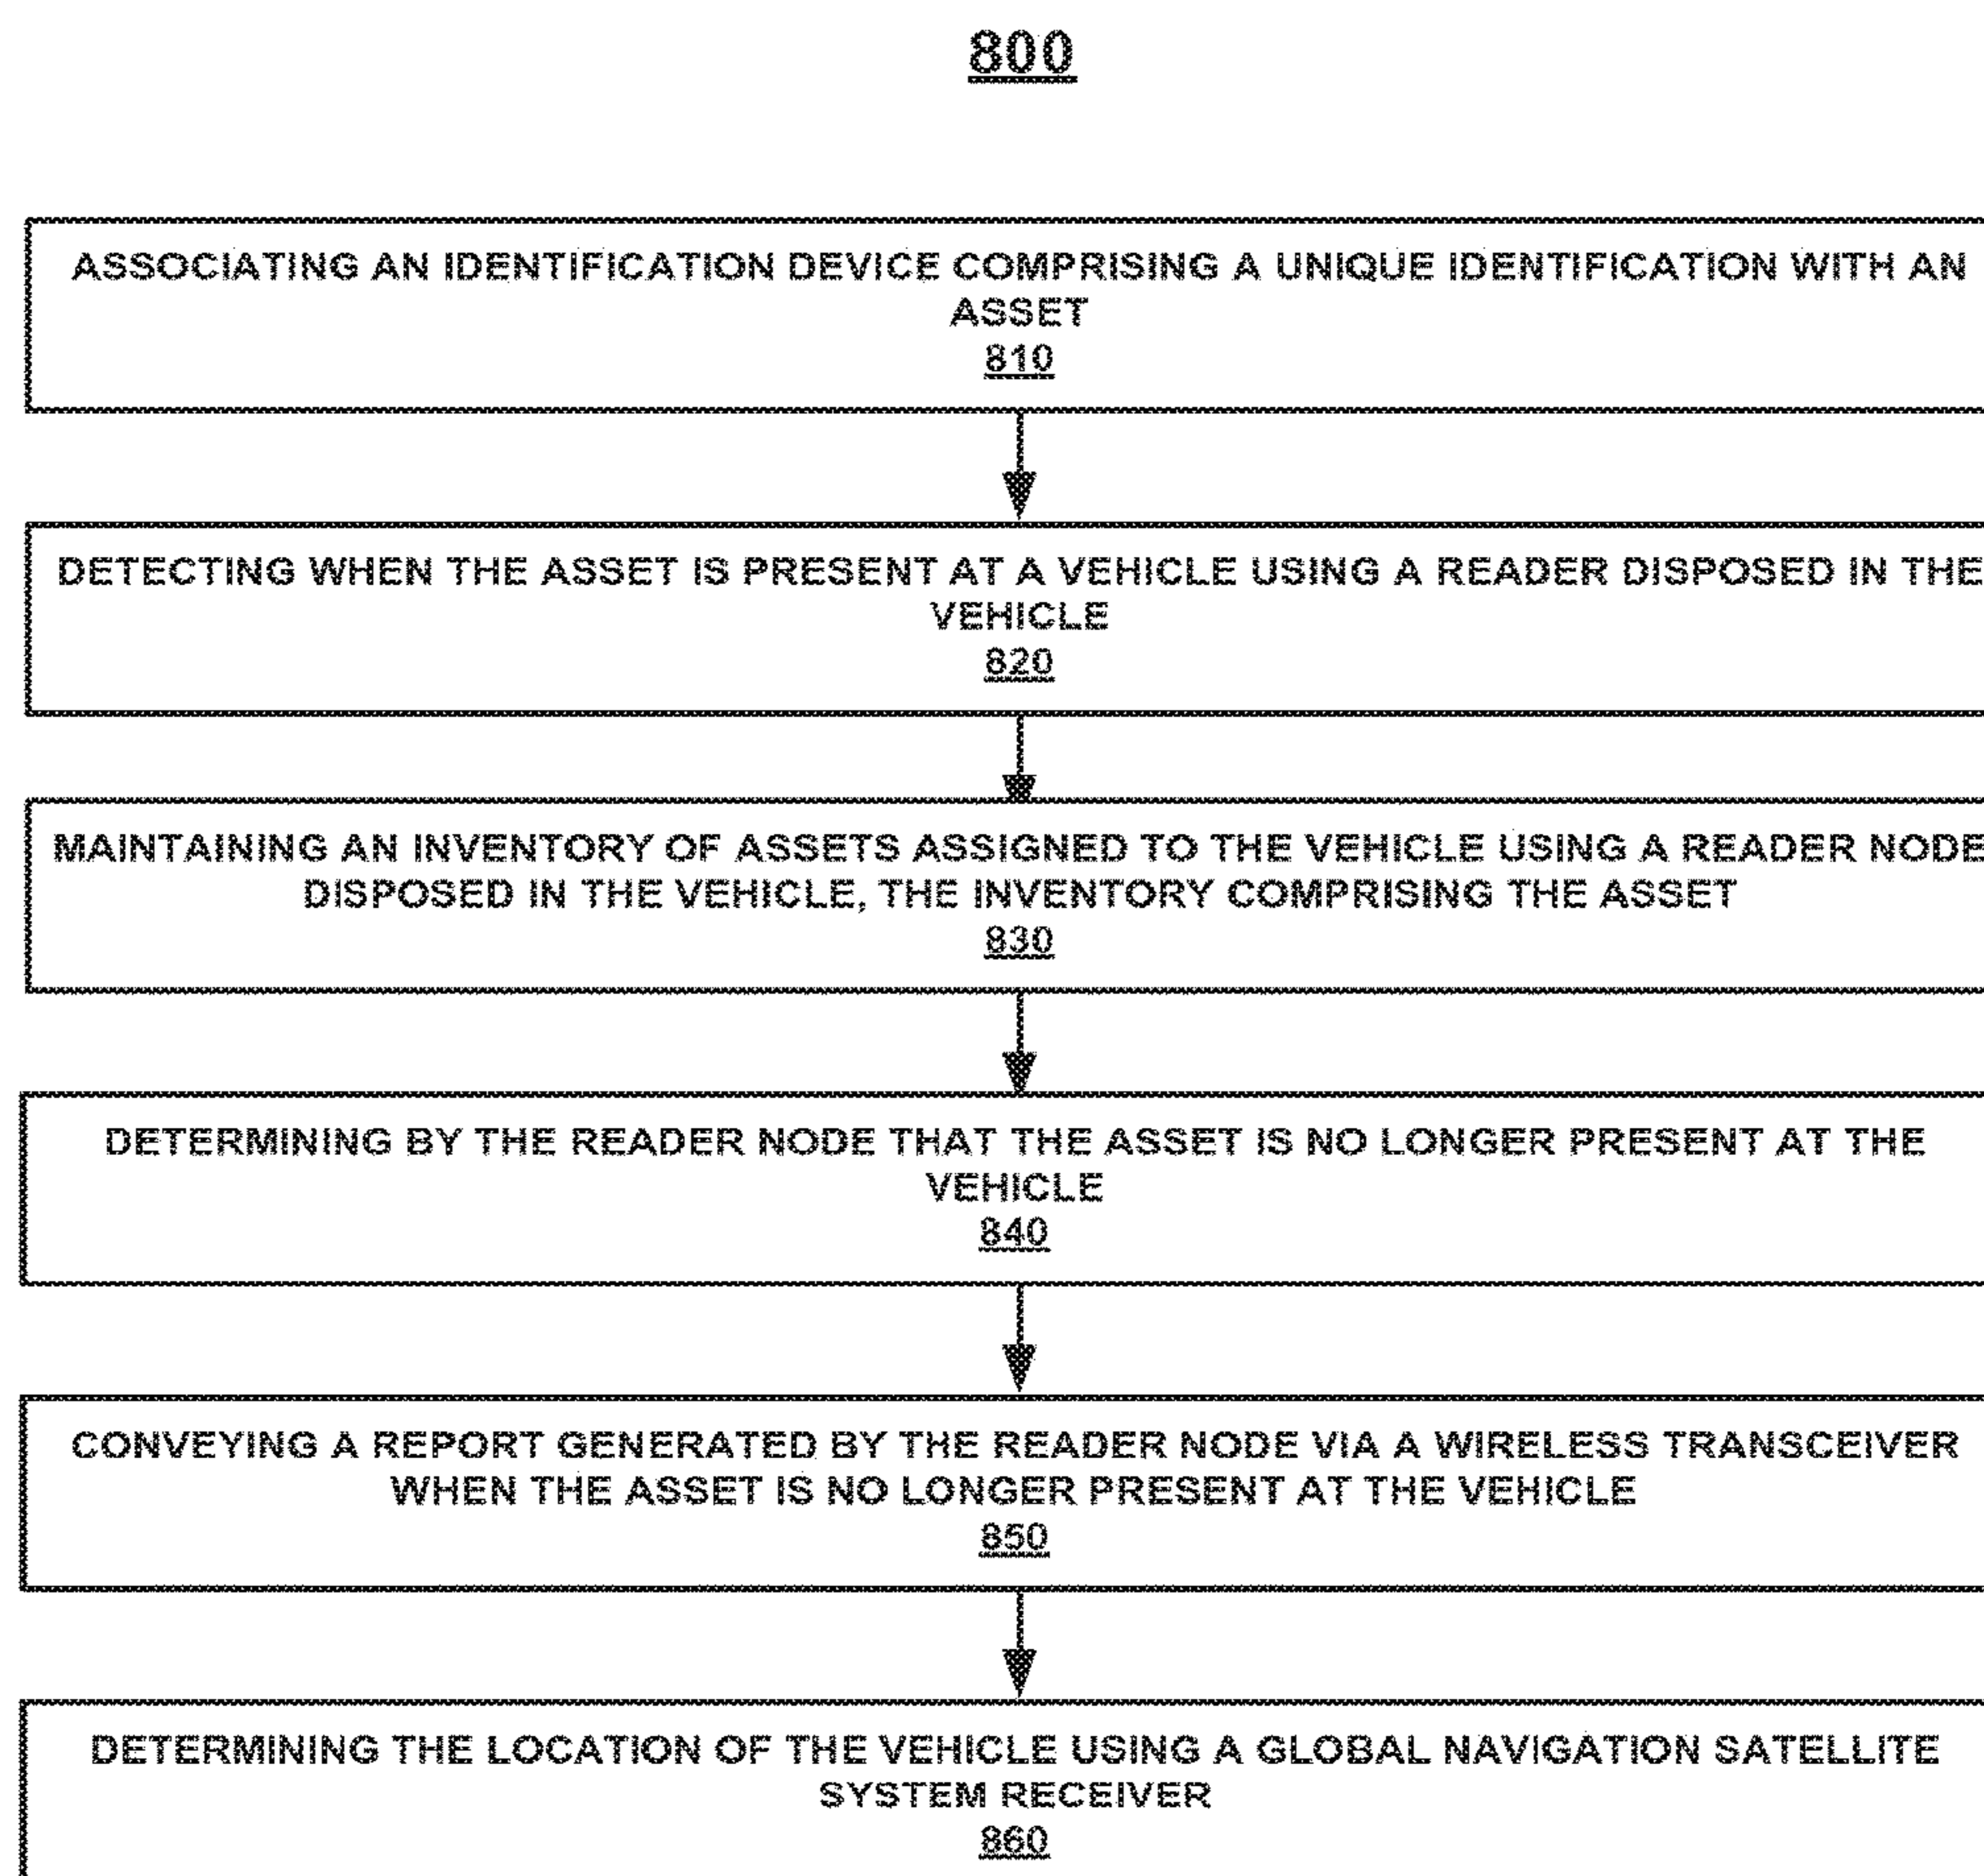 800
ASSOCIATING AN IDENTIFICATION DEVICE COMPRISING A UNIQUE IDENTIFICATION WITH AN
ASSET
810
DETECTING WHEN THE ASSET IS PRESENT AT A VEHICLE USING A READER DISPOSED IN THE
VEHICLE
820
MAINTAINING AN INVENTORY OF ASSETS ASSIGNED TO THE VEHICLE USING A READER NODE
DISPOSED IN THE VEHICLE, THE INVENTORY COMPRISING THE ASSET
830
DETERMINING BY THE READER NODE THAT THE ASSET IS NO LONGER PRESENT AT THE
VEHICLE
840
CONVEYING A REPORT GENERATED BY THE READER NODE VIA A WIRELESS TRANSCEIVER
WHEN THE ASSET IS NO LONGER PRESENT AT THE VEHICLE
850
DETERMINING THE LOCATION OF THE VEHICLE USING A GLOBAL NAVIGATION SATELLITE
SYSTEM RECEIVER
860